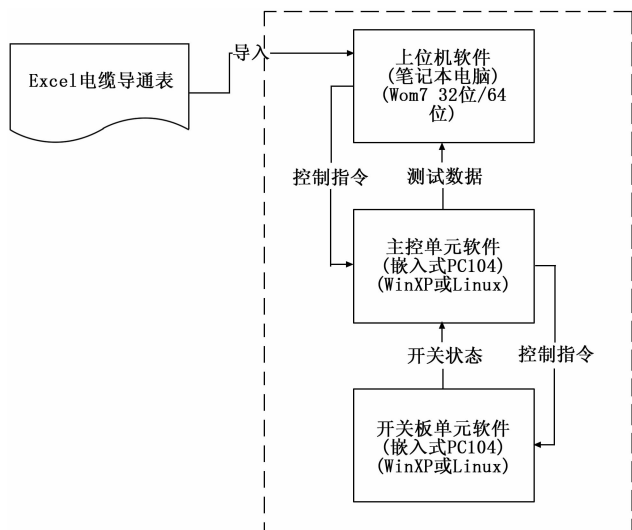 导入
Excel电缆导通表
上位机软件
(笔记本电脑)
(Wom7 32位/64
位)
控制指令
测试数据
主控单元软件
(嵌入式PC104)
(WinXP或Linux)
开关状态
控制指令
开关板单元软件
(嵌入式PC104)
(WinXP或Linux)